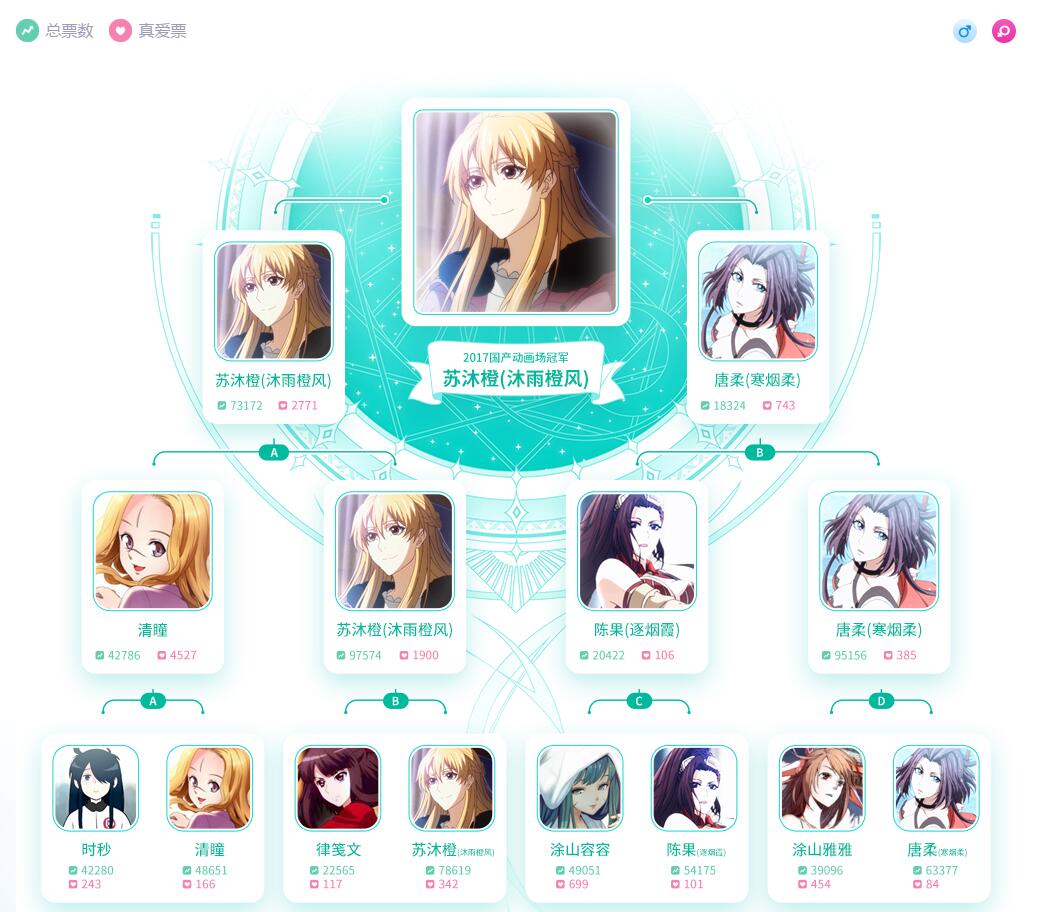 总票数 真爱票
2017国产动画场冠军
苏沐橙(沐雨橙风)
苏沐橙(沐雨橙风)
73172 2771
唐柔(寒烟柔)
18324 743
A
B
清瞳
42786 4527
苏沐橙(沐雨橙风)
97574 1900
陈果(逐烟霞)
20422 106
唐柔(寒烟柔)
95156 385
A
B
C
D
时秒
42280
243
清瞳
48651
166
律笺文
22565
117
苏沐橙(沐雨橙风)
78619
342
涂山容容
49051
699
陈果(逐烟霞)
54175
101
涂山雅雅
39096
454
唐柔(寒烟柔)
63377
84